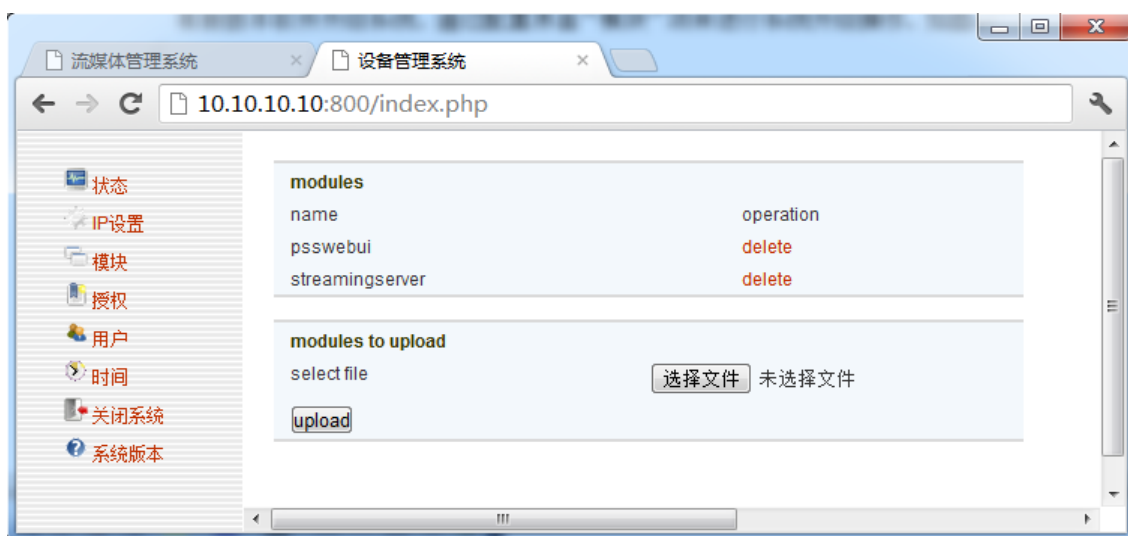 流媒体管理系统
设备管理系统
10.10.10.10:800/index.php
状态
IP设置
模块
授权
用户
时间
关闭系统
系统版本
modules
name operation
psswebui delete
streamingserver delete
modules to upload
select file 选择文件 未选择文件
upload